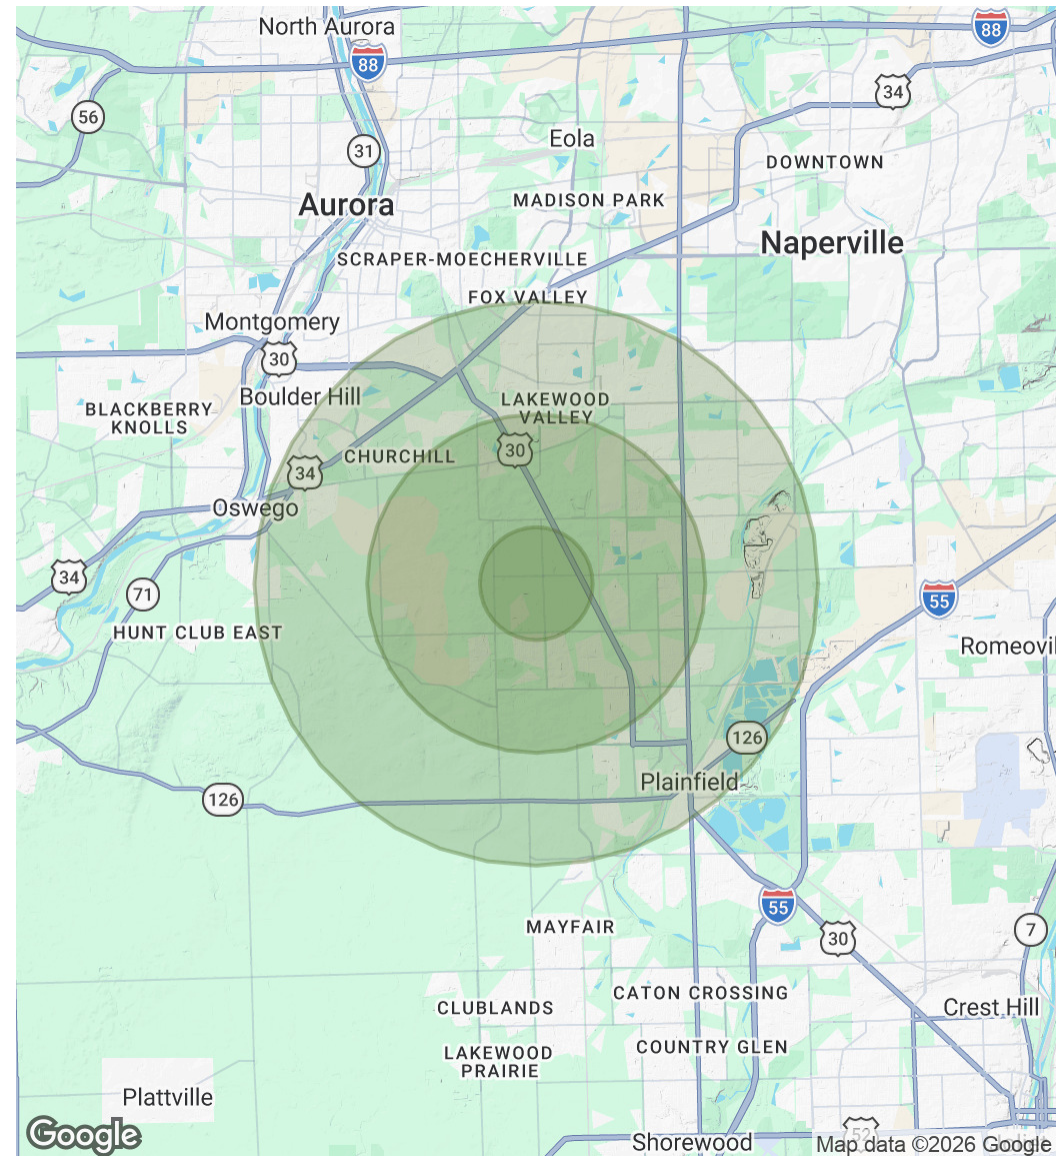 North Aurora
88
88
34
56
31
Eola
DOWNTOWN
Aurora
MADISON PARK
Naperville
SCRAPER-MOECHERVILLE
FOX VALLEY
Montgomery
30
Boulder Hill
LAKEWOOD
VALLEY
BLACKBERRY
KNOLLS
CHURCHILL
30
34
Oswego
34
71
55
HUNT CLUB EAST
Romeovil
126
Plainfield
126
55
MAYFAIR
7
30
CATON CROSSING
CLUBLANDS
Crest Hill
COUNTRY GLEN
LAKEWOOD
PRAIRIE
Plattville
Google
Shorewood
52
Map data ©2026 Google